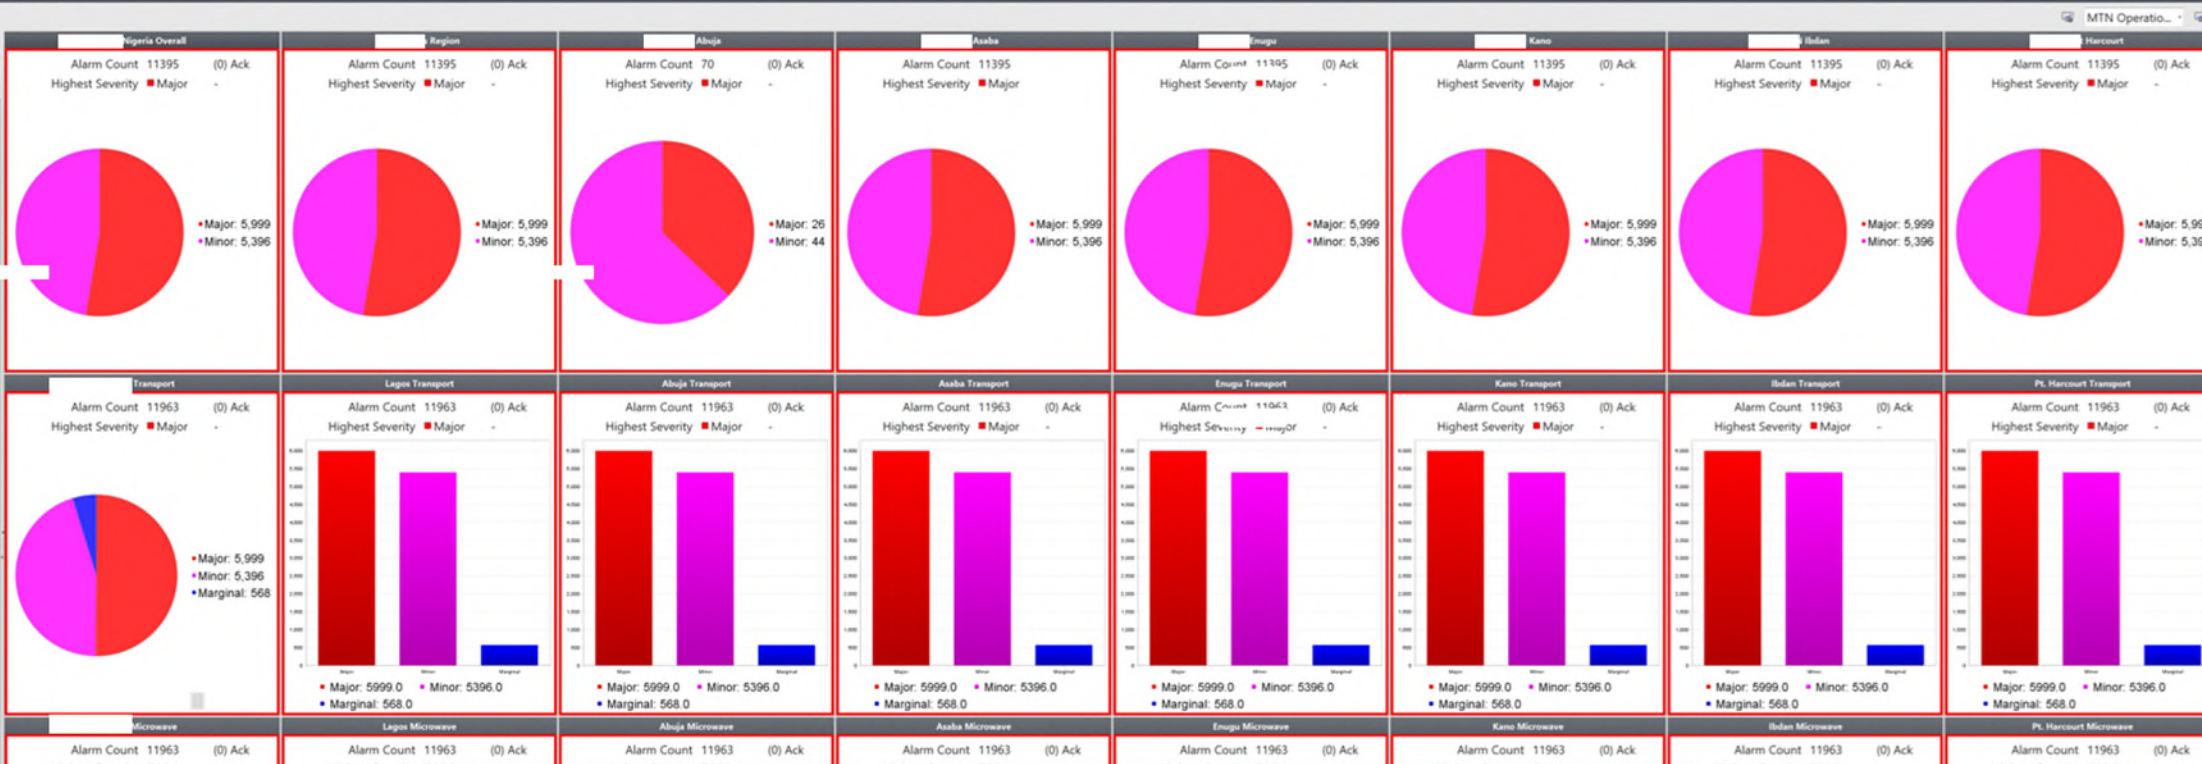 MTN Operatio...
Nigeria Overall
Alarm Count 11395 (0) Ack
Highest Severity Major -
Major: 5,999
Minor: 5,396
Region
Alarm Count 11395 (0) Ack
Highest Severity Major -
Major: 5,999
Minor: 5,396
Abuja
Alarm Count 70 (0) Ack
Highest Severity Major -
Major: 26
Minor: 44
Asaba
Alarm Count 11395
Highest Severity Major
Major: 5,999
Minor: 5,396
Enugu
Alarm Count 11395 (0) Ack
Highest Severity Major -
Major: 5,999
Minor: 5,396
Kano
Alarm Count 11395 (0) Ack
Highest Severity Major -
Major: 5,999
Minor: 5,396
Ibdan
Alarm Count 11395 (0) Ack
Highest Severity Major -
Major: 5,999
Minor: 5,396
Harcourt
Alarm Count 11395 (0) Ack
Highest Severity Major -
Major: 5,99
Minor: 5,39
Transport
Alarm Count 11963 (0) Ack
Highest Severity Major -
Major: 5,999
Minor: 5,396
Marginal: 568
Lagos Transport
Alarm Count 11963 (0) Ack
Highest Severity Major -
Major: 5999.0 Minor: 5396.0
Marginal: 568.0
Abuja Transport
Alarm Count 11963 (0) Ack
Highest Severity Major -
Major: 5999.0 Minor: 5396.0
Marginal: 568.0
Asaba Transport
Alarm Count 11963 (0) Ack
Highest Severity Major -
Major: 5999.0 Minor: 5396.0
Marginal: 568.0
Enugu Transport
Alarm Count 11963 (0) Ack
Highest Severity Major -
Major: 5999.0 Minor: 5396.0
Marginal: 568.0
Kano Transport
Alarm Count 11963 (0) Ack
Highest Severity Major -
Major: 5999.0 Minor: 5396.0
Marginal: 568.0
Ibdan Transport
Alarm Count 11963 (0) Ack
Highest Severity Major -
Major: 5999.0 Minor: 5396.0
Marginal: 568.0
Pt. Harcourt Transport
Alarm Count 11963 (0) Ack
Highest Severity Major -
Major: 5999.0 Minor: 5396.0
Marginal: 568.0
Microwave
Alarm Count 11963 (0) Ack
Lagos Microwave
Alarm Count 11963 (0) Ack
Abuja Microwave
Alarm Count 11963 (0) Ack
Asaba Microwave
Alarm Count 11963 (0) Ack
Enugu Microwave
Alarm Count 11963 (0) Ack
Kano Microwave
Alarm Count 11963 (0) Ack
Ibdan Microwave
Alarm Count 11963 (0) Ack
Pt. Harcourt Microwave
Alarm Count 11963 (0) Ack